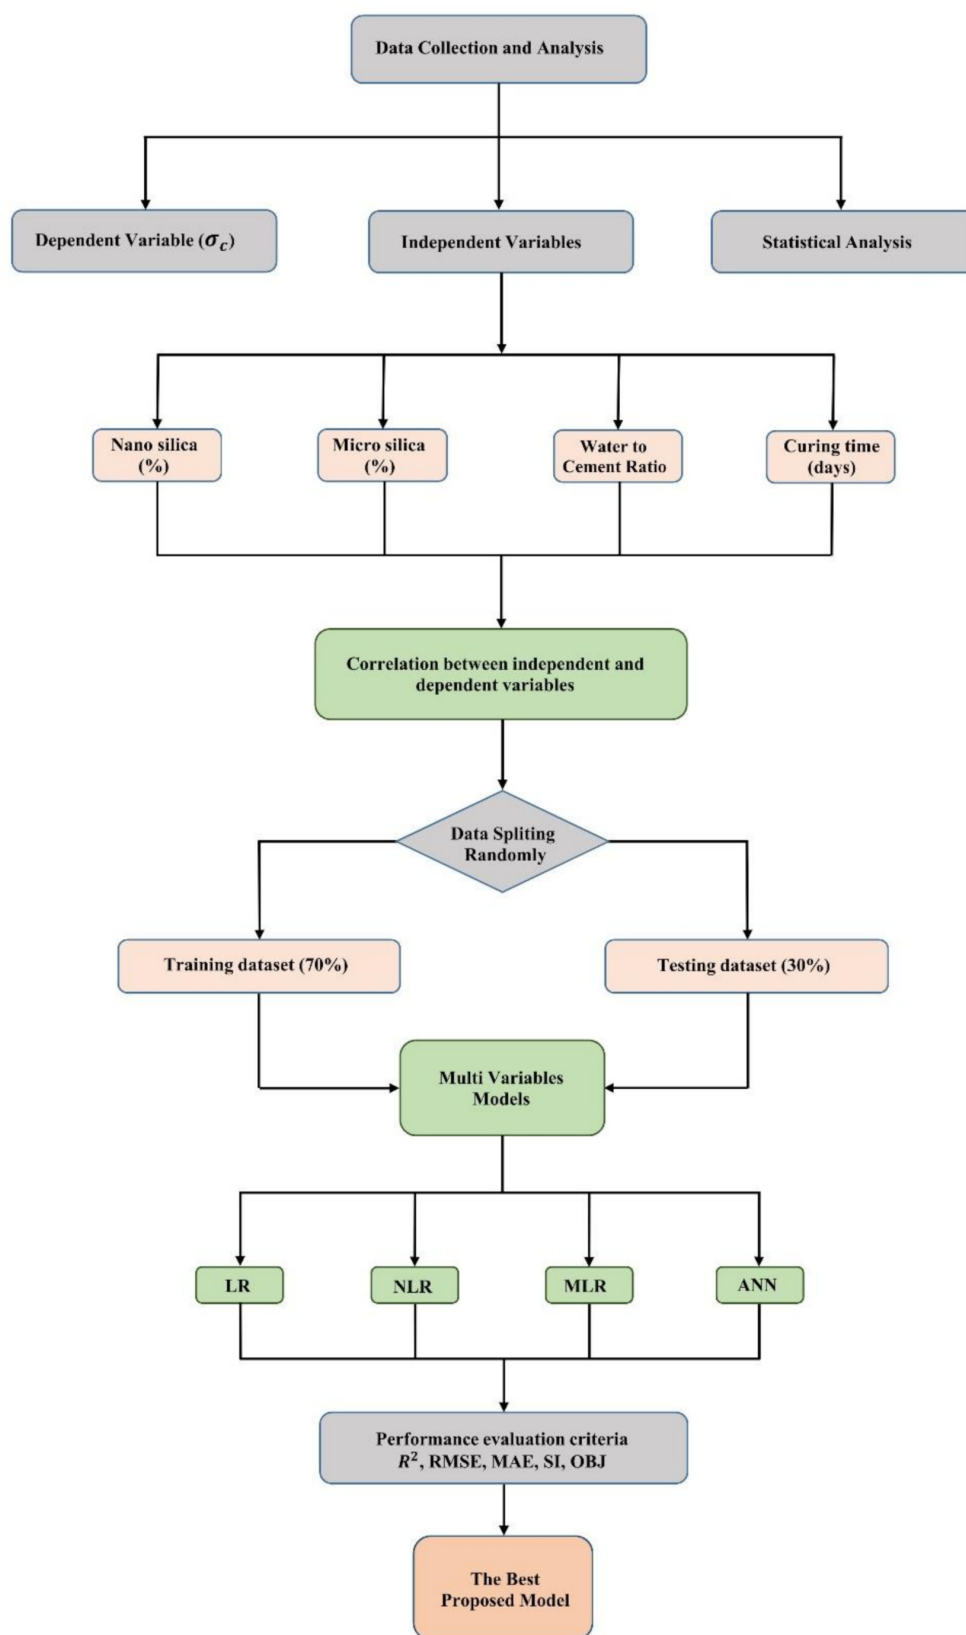 Data Collection and Analysis
Dependent Variable (σc)
Independent Variables
Statistical Analysis
Nano silica
(%)
Micro silica
(%)
Water to
Cement Ratio
Curing time
(days)
Correlation between independent and
dependent variables
Data Spliting
Randomly
Training dataset (70%)
Testing dataset (30%)
Multi Variables
Models
LR
NLR
MLR
ANN
Performance evaluation criteria
R², RMSE, MAE, SI, OBJ
The Best
Proposed Model